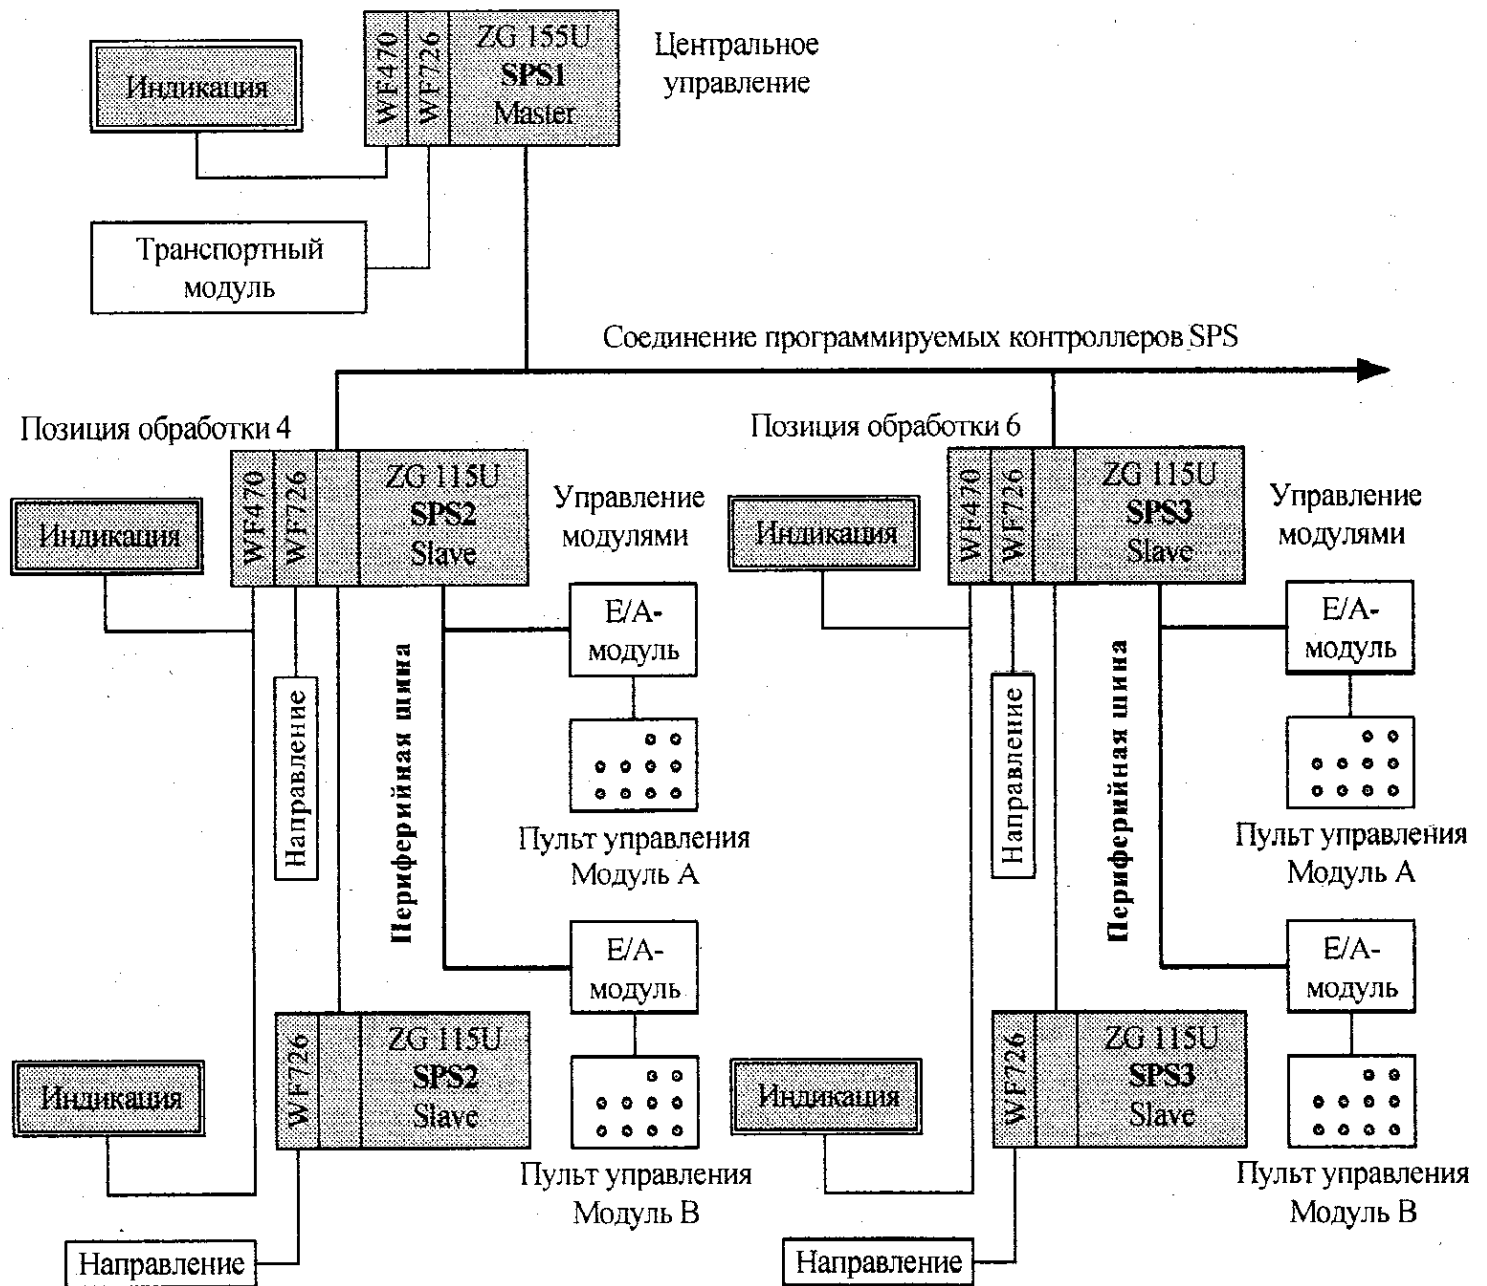 Индикация
WF470
WF726
ZG 155U
SPS1
Master
Центральное
управление
Транспортный
модуль
Соединение программируемых контроллеров SPS
Позиция обработки 4
Индикация
WF470
WF726
ZG 115U
SPS2
Slave
Управление
модулями
E/A-
модуль
Направление
Периферийная шина
Пульт управления
Модуль A
E/A-
модуль
Индикация
WF726
ZG 115U
SPS2
Slave
Пульт управления
Модуль B
Направление
Позиция обработки 6
Индикация
WF470
WF726
ZG 115U
SPS3
Slave
Управление
модулями
E/A-
модуль
Направление
Периферийная шина
Пульт управления
Модуль A
E/A-
модуль
Индикация
WF726
ZG 115U
SPS3
Slave
Пульт управления
Модуль B
Направление